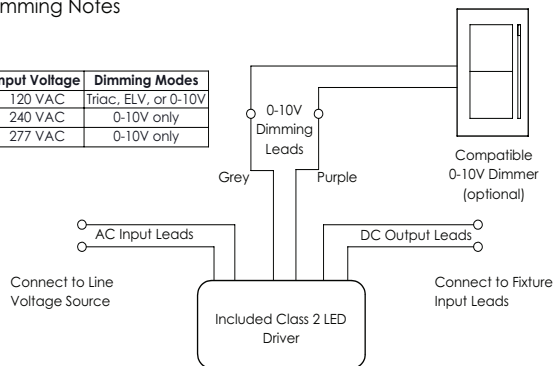 mming Notes
nput Voltage Dimming Modes
120 VAC Triac, ELV, or 0-10V
240 VAC 0-10V only
277 VAC 0-10V only
0-10V
Dimming
Leads
Grey
Purple
Compatible
0-10V Dimmer
(optional)
AC Input Leads
DC Output Leads
Connect to Line
Voltage Source
Connect to Fixture
Input Leads
Included Class 2 LED
Driver